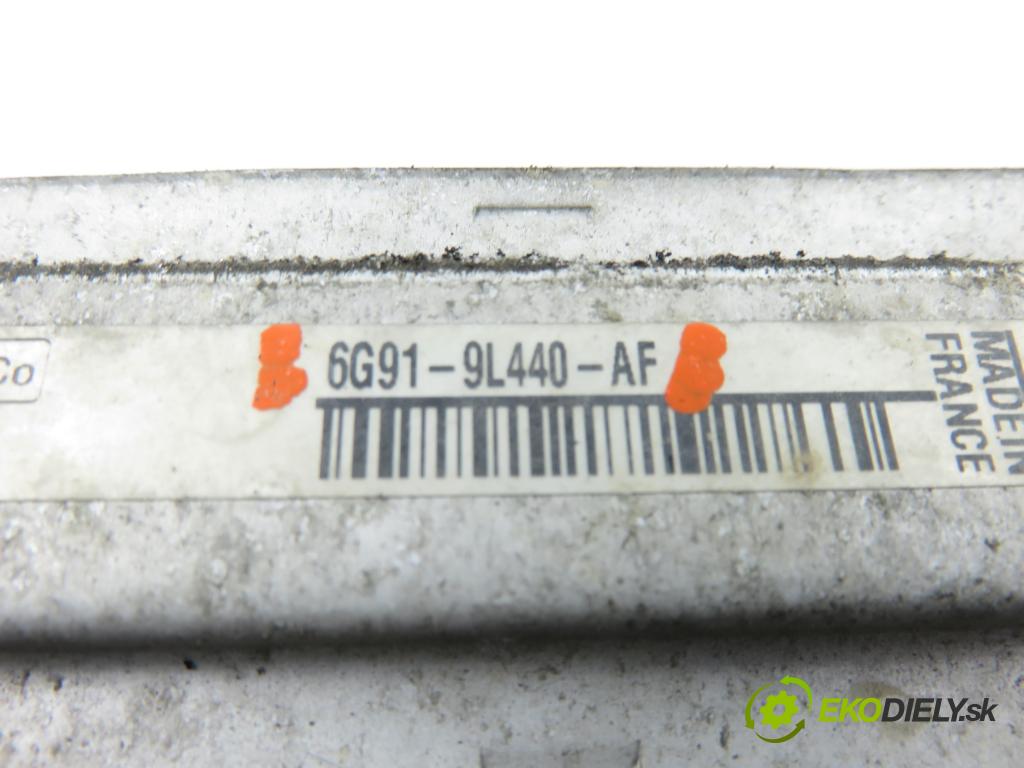 Co
6G91-9L440-AF
MADE IN
FRANCE
EKODIELY.sk